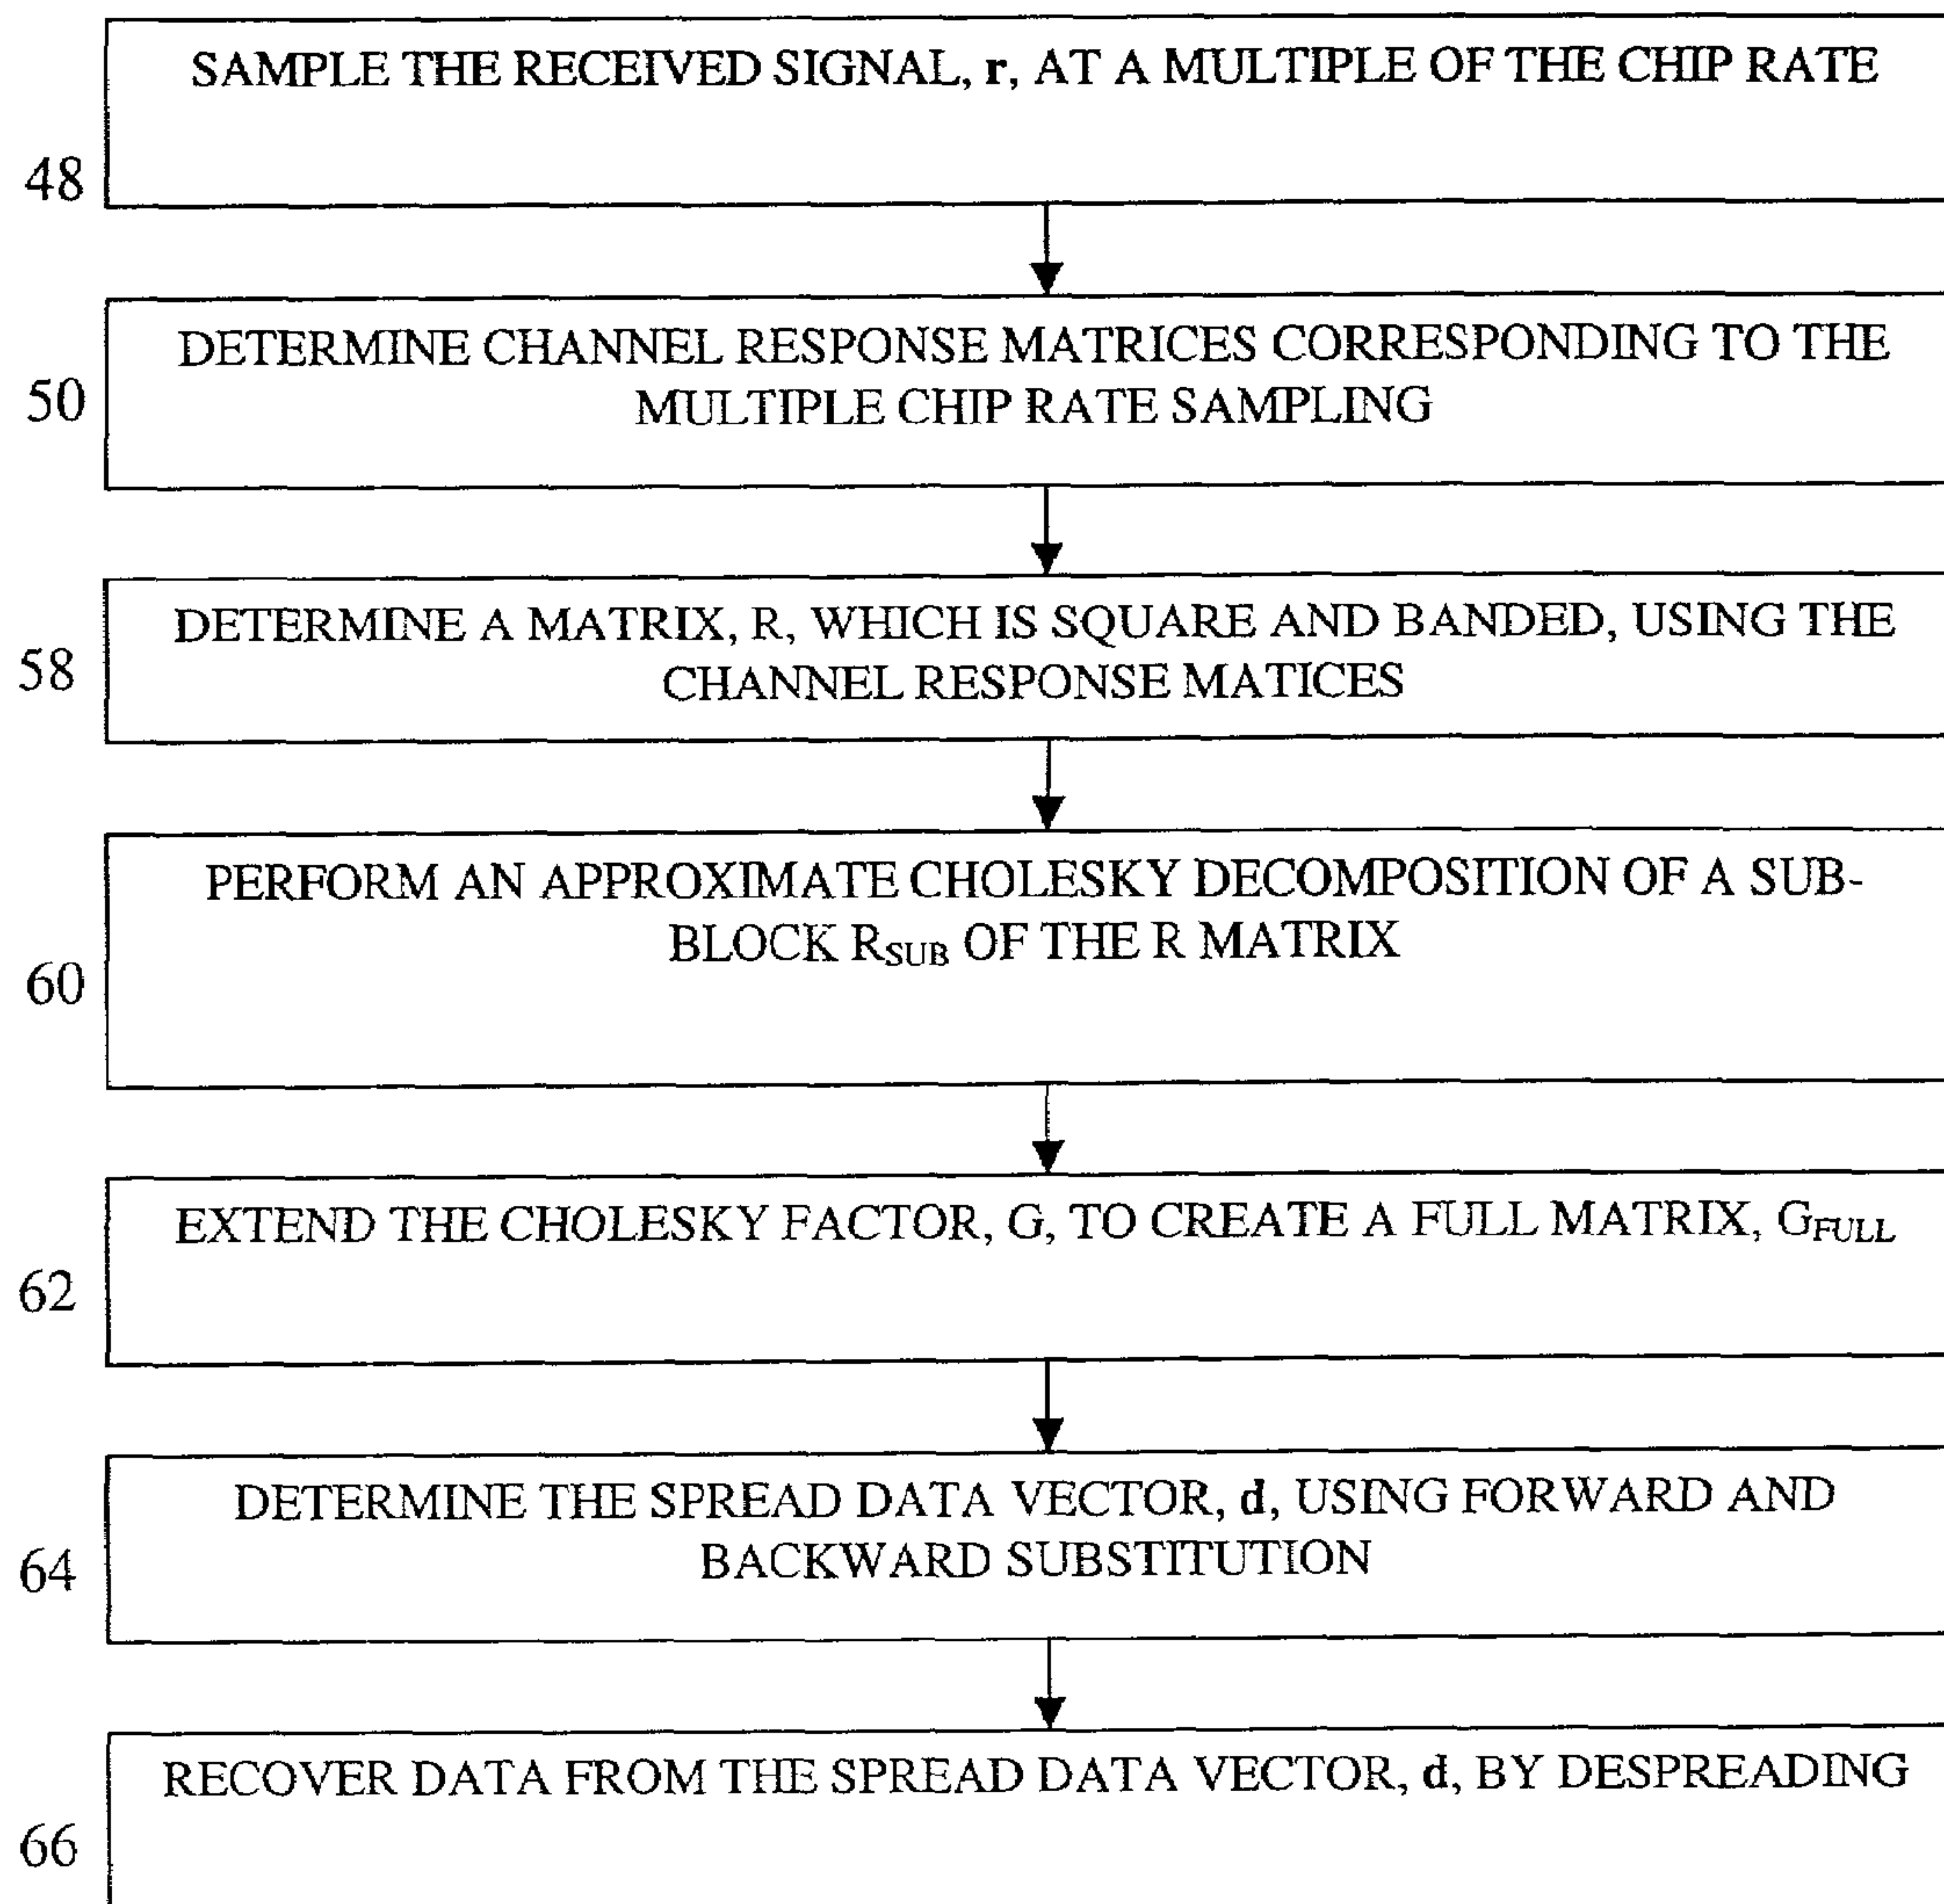 SAMPLE THE RECEIVED SIGNAL, r, AT A MULTIPLE OF THE CHIP RATE
48
DETERMINE CHANNEL RESPONSE MATRICES CORRESPONDING TO THE
MULTIPLE CHIP RATE SAMPLING
50
DETERMINE A MATRIX, R, WHICH IS SQUARE AND BANDED, USING THE
CHANNEL RESPONSE MATICES
58
PERFORM AN APPROXIMATE CHOLESKY DECOMPOSITION OF A SUB-
BLOCK RSUB OF THE R MATRIX
60
EXTEND THE CHOLESKY FACTOR, G, TO CREATE A FULL MATRIX, GFULL
62
DETERMINE THE SPREAD DATA VECTOR, d, USING FORWARD AND
BACKWARD SUBSTITUTION
64
RECOVER DATA FROM THE SPREAD DATA VECTOR, d, BY DESPREADING
66